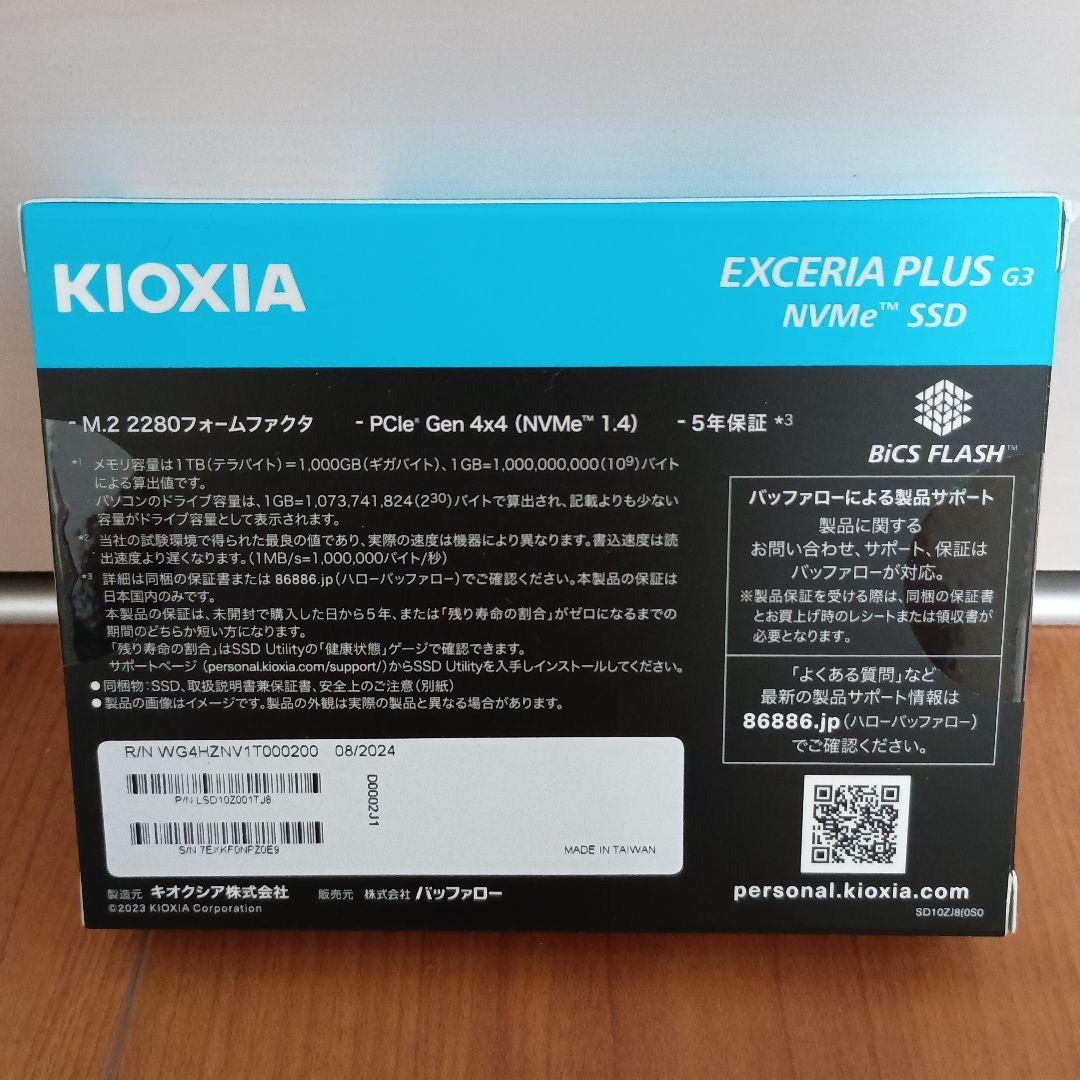 KIOXIA
EXCERIA PLUS G3
NVMe™ SSD
- M.2 2280フォームファクタ
- PCIe® Gen 4x4 (NVMe™ 1.4)
- 5年保証 *3
BiCS FLASH™
*1 メモリ容量は1TB(テラバイト)=1,000GB(ギガバイト)、1GB=1,000,000,000(10⁹)バイト
による算出値です。
パソコンのドライブ容量は、1GB=1,073,741,824(2³⁰)バイトで算出され、記載よりも少ない
容量がドライブ容量として表示されます。
*2 当社の試験環境で得られた最良の値であり、実際の速度は機器により異なります。書込速度は読
出速度より遅くなります。(1MB/s=1,000,000バイト/秒)
*3 詳細は同梱の保証書または 86886.jp(ハローバッファロー)でご確認ください。本製品の保証は
日本国内のみです。
本製品の保証は、未開封で購入した日から5年、または「残り寿命の割合」がゼロになるまでの
期間のどちらか短い方になります。
「残り寿命の割合」はSSD Utilityの「健康状態」ゲージで確認できます。
サポートページ (personal.kioxia.com/support/)からSSD Utilityを入手しインストールしてください。
●同梱物:SSD、取扱説明書兼保証書、安全上のご注意(別紙)
●製品の画像はイメージです。製品の外観は実際の製品と異なる場合があります。
バッファローによる製品サポート
製品に関する
お問い合わせ、サポート、保証は
バッファローが対応。
※製品保証を受ける際は、同梱の保証書
とお買上げ時のレシートまたは領収書が
必要となります。
「よくある質問」など
最新の製品サポート情報は
86886.jp(ハローバッファロー)
でご確認ください。
R/N WG4HZNV1T000200 08/2024
P/N LSD10Z001TJ8
D0002J1
S/N 7EXKF0NPZ0E9
MADE IN TAIWAN
製造元 キオクシア株式会社 販売元 株式会社 バッファロー
©2023 KIOXIA Corporation
personal.kioxia.com
SD10ZJ8(0S0